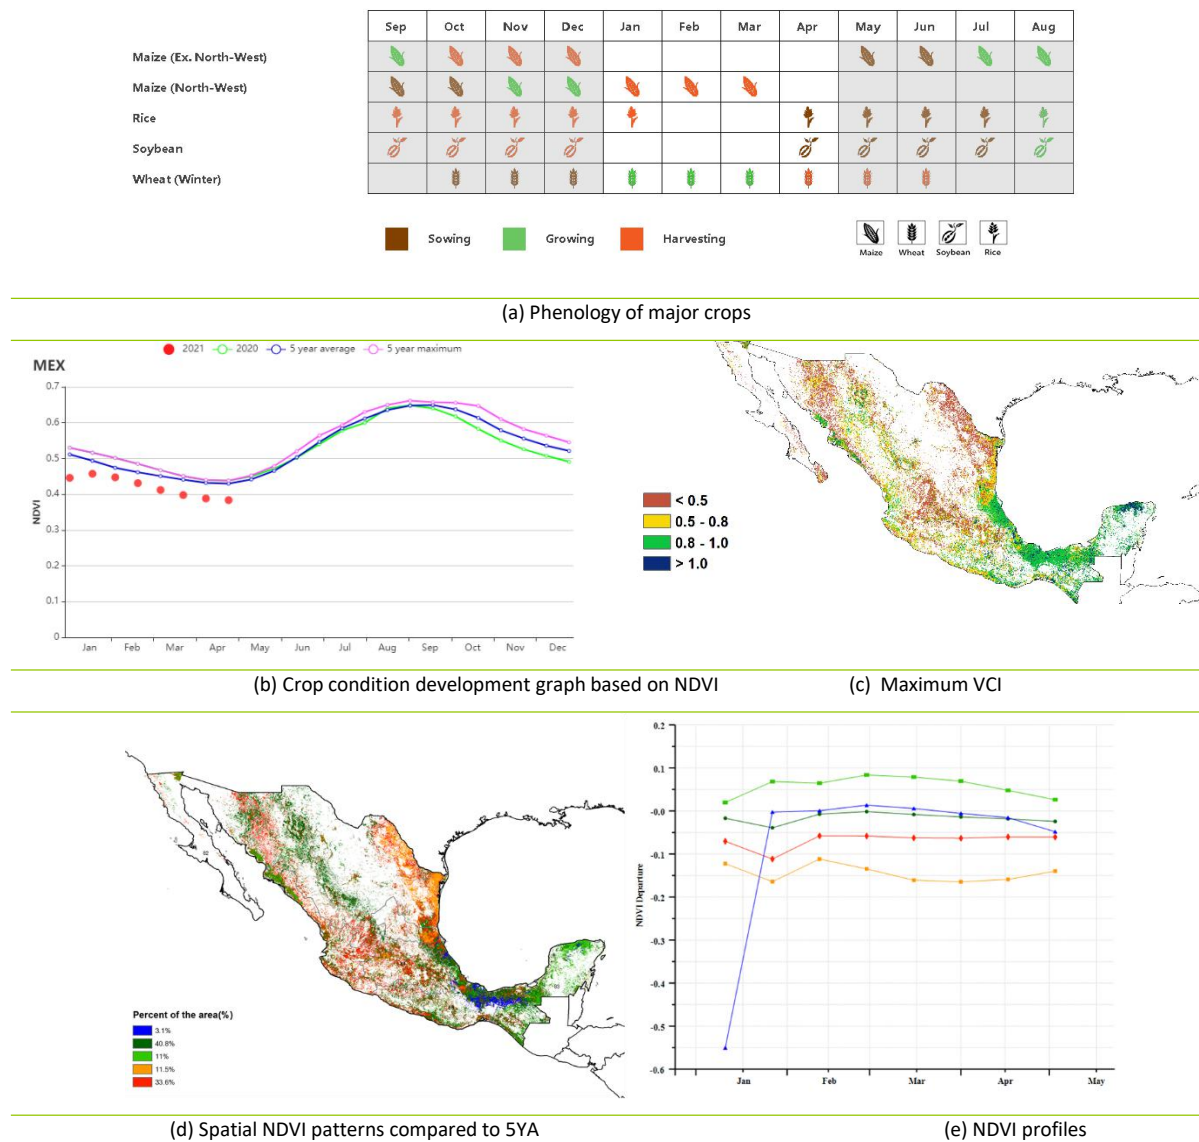 Sep Oct Nov Dec Jan Feb Mar Apr May Jun Jul Aug
Maize (Ex. North-West)
Maize (North-West)
Rice
Soybean
Wheat (Winter)
Sowing Growing Harvesting
Maize Wheat Soybean Rice
(a) Phenology of major crops
2021 2020 5 year average 5 year maximum
MEX
0.7
0.6
0.5
0.4
0.3
0.2
0.1
0
NDVI
Jan Feb Mar Apr May Jun Jul Aug Sep Oct Nov Dec
< 0.5
0.5 - 0.8
0.8 - 1.0
> 1.0
(b) Crop condition development graph based on NDVI
(c) Maximum VCI
Percent of the area(%)
3.1%
40.8%
11%
11.5%
33.6%
0.2
0.1
-0.0
-0.1
-0.2
-0.3
-0.4
-0.5
-0.6
NDVI Departure
Jan Feb Mar Apr May
(d) Spatial NDVI patterns compared to 5YA
(e) NDVI profiles